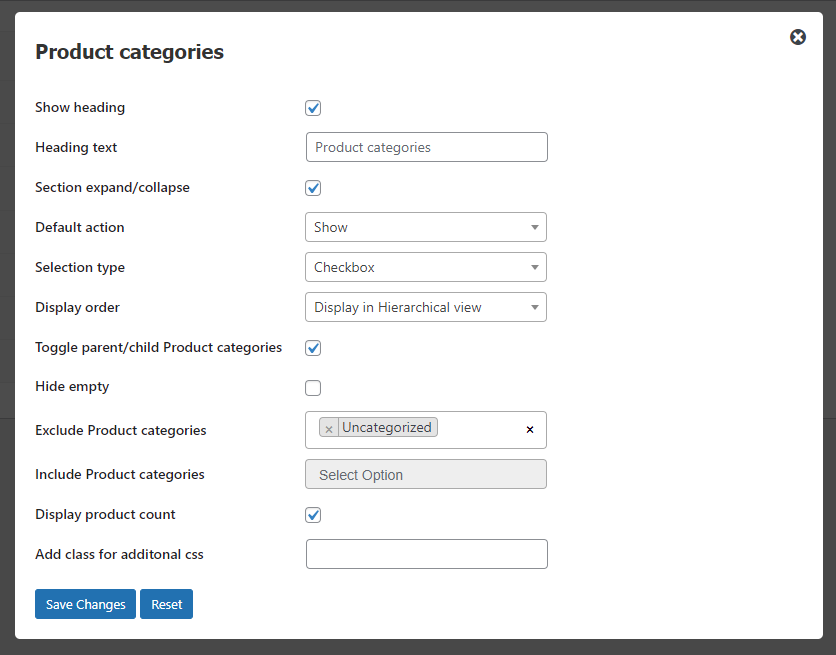 Product categories
Show heading
Heading text Product categories
Section expand/collapse
Default action Show
Selection type Checkbox
Display order Display in Hierarchical view
Toggle parent/child Product categories
Hide empty
Exclude Product categories × Uncategorized ×
Include Product categories Select Option
Display product count
Add class for additonal css
Save Changes Reset